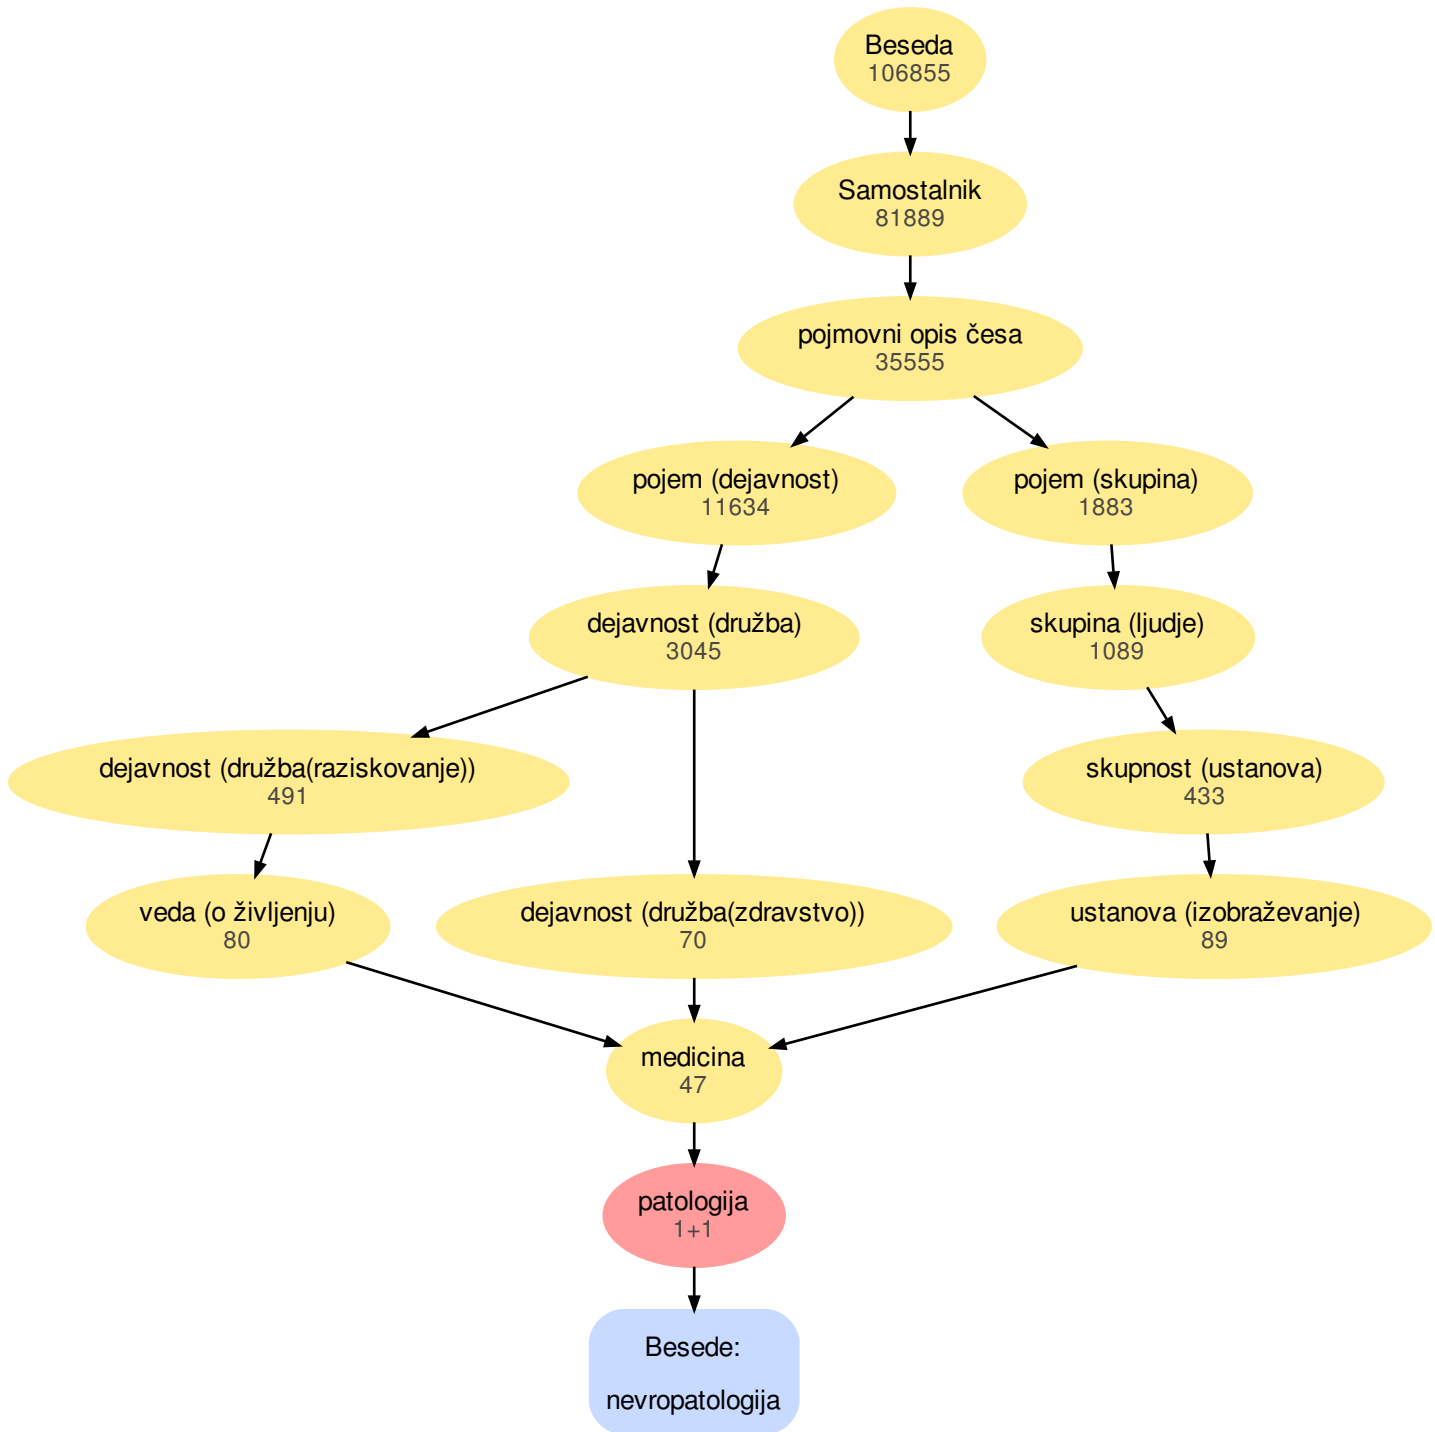 Beseda
106855
Samostalnik
81889
pojmovni opis česa
35555
pojem (dejavnost)
11634
pojem (skupina)
1883
dejavnost (družba)
3045
skupina (ljudje)
1089
dejavnost (družba(raziskovanje))
491
skupnost (ustanova)
433
veda (o življenju)
80
dejavnost (družba(zdravstvo))
70
ustanova (izobraževanje)
89
medicina
47
patologija
1+1
Besede:
nevropatologija